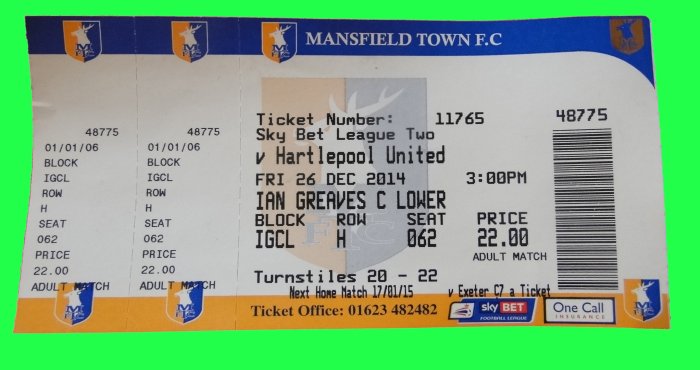 MANSFIELD TOWN F.C
48775
01/01/06
BLOCK
IGCL
ROW
H
SEAT
062
PRICE
22.00
ADULT MATCH
48775
01/01/06
BLOCK
IGCL
ROW
H
SEAT
062
PRICE
22.00
ADULT MATCH
Ticket Number: 11765 48775
Sky Bet League Two
v Hartlepool United
FRI 26 DEC 2014 3:00PM
IAN GREAVES C LOWER
BLOCK ROW SEAT PRICE
IGCL H 062 22.00
ADULT MATCH
Turnstiles 20 - 22
Next Home Match 17/01/15 v Exeter C7 a Ticket
Ticket Office: 01623 482482
sky BET
FOOTBALL LEAGUE
One Call
INSURANCE